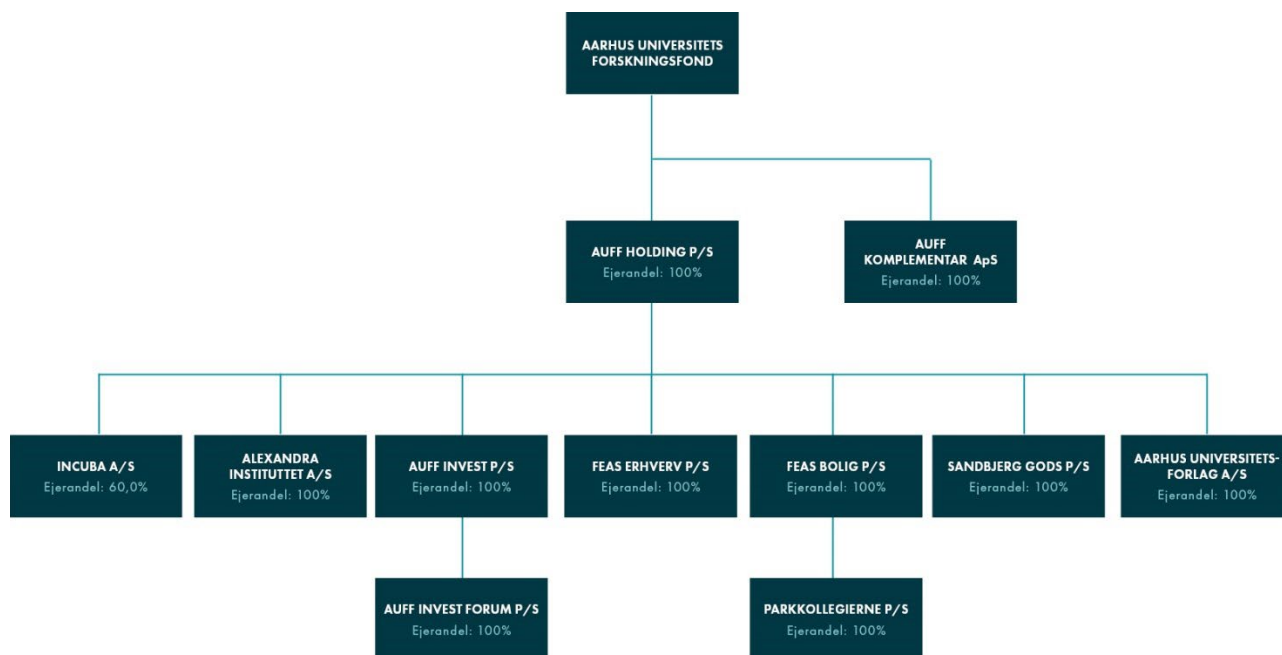 AARHUS UNIVERSITETS
FORSKNINGSFOND
AUFF HOLDING P/S
Ejerandel: 100%
AUFF
KOMPLEMENTAR ApS
Ejerandel: 100%
INCUBA A/S
Ejerandel: 60,0%
ALEXANDRA
INSTITUTTET A/S
Ejerandel: 100%
AUFF INVEST P/S
Ejerandel: 100%
FEAS ERHVERV P/S
Ejerandel: 100%
FEAS BOLIG P/S
Ejerandel: 100%
SANDBJERG GODS P/S
Ejerandel: 100%
AARHUS UNIVERSITETS-
FORLAG A/S
Ejerandel: 100%
AUFF INVEST FORUM P/S
Ejerandel: 100%
PARKKOLLEGIERNE P/S
Ejerandel: 100%